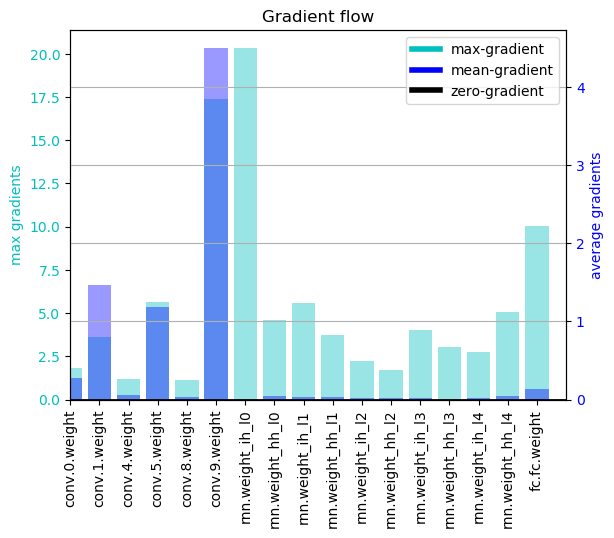 Gradient flow
max-gradient
mean-gradient
zero-gradient
20.0
17.5
15.0
12.5
10.0
7.5
5.0
2.5
0.0
max gradients
4
3
2
1
0
average gradients
conv.0.weight
conv.1.weight
conv.4.weight
conv.5.weight
conv.8.weight
conv.9.weight
rnn.weight_ih_l0
rnn.weight_hh_l0
rnn.weight_ih_l1
rnn.weight_hh_l1
rnn.weight_ih_l2
rnn.weight_hh_l2
rnn.weight_ih_l3
rnn.weight_hh_l3
rnn.weight_ih_l4
rnn.weight_hh_l4
fc.fc.weight